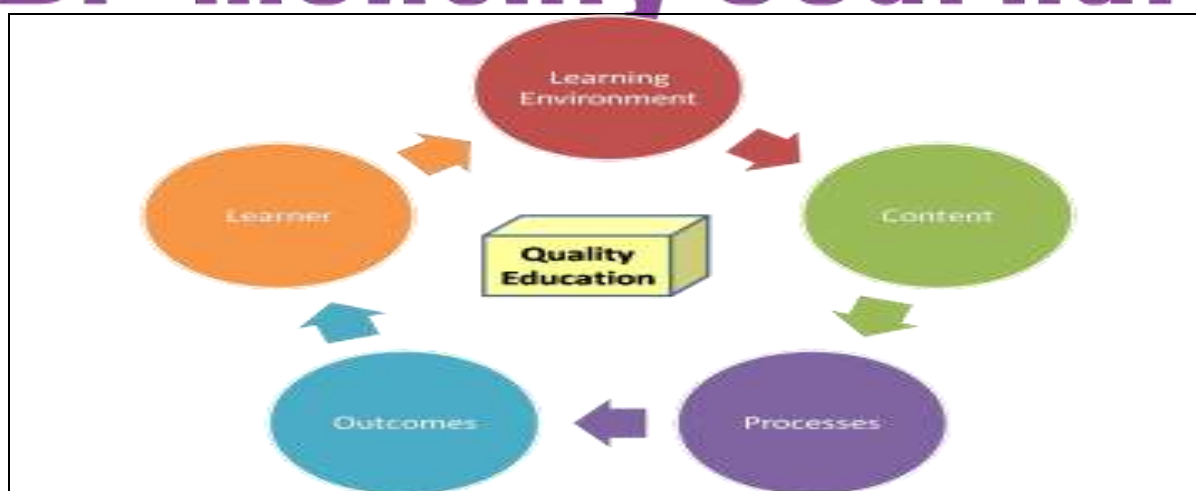 Learning
Environment
Learner
Content
Quality
Education
Outcomes
Processes